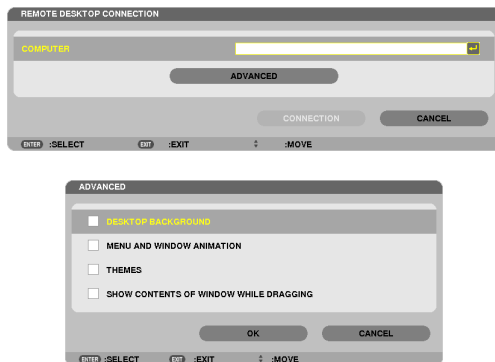 REMOTE DESKTOP CONNECTION
COMPUTER
ADVANCED
CONNECTION CANCEL
ENTER :SELECT EXIT :EXIT :MOVE
ADVANCED
DESKTOP BACKGROUND
MENU AND WINDOW ANIMATION
THEMES
SHOW CONTENTS OF WINDOW WHILE DRAGGING
OK CANCEL
ENTER :SELECT EXIT :EXIT :MOVE